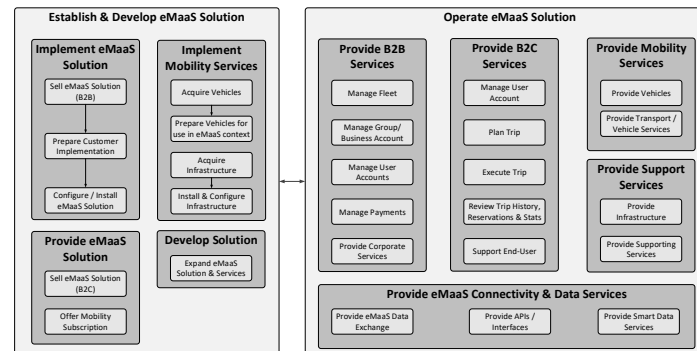 Establish & Develop eMaaS Solution
Implement eMaaS
Solution
Sell eMaaS Solution
(B2B)
Prepare Customer
Implementation
Configure / Install
eMaaS Solution
Implement
Mobility Services
Acquire Vehicles
Prepare Vehicles for
use in eMaaS context
Acquire
Infrastructure
Install & Configure
Infrastructure
Provide eMaaS
Solution
Sell eMaaS Solution
(B2C)
Offer Mobility
Subscription
Develop Solution
Expand eMaaS
Solution & Services
Operate eMaaS Solution
Provide B2B
Services
Manage Fleet
Manage Group/
Business Account
Manage User
Accounts
Manage Payments
Provide Corporate
Services
Provide B2C
Services
Manage User
Account
Plan Trip
Execute Trip
Review Trip History,
Reservations & Stats
Support End-User
Provide Mobility
Services
Provide Vehicles
Provide Transport /
Vehicle Services
Provide Support
Services
Provide
Infrastructure
Provide Supporting
Services
Provide eMaaS Connectivity & Data Services
Provide eMaaS Data
Exchange
Provide APIs /
Interfaces
Provide Smart Data
Services